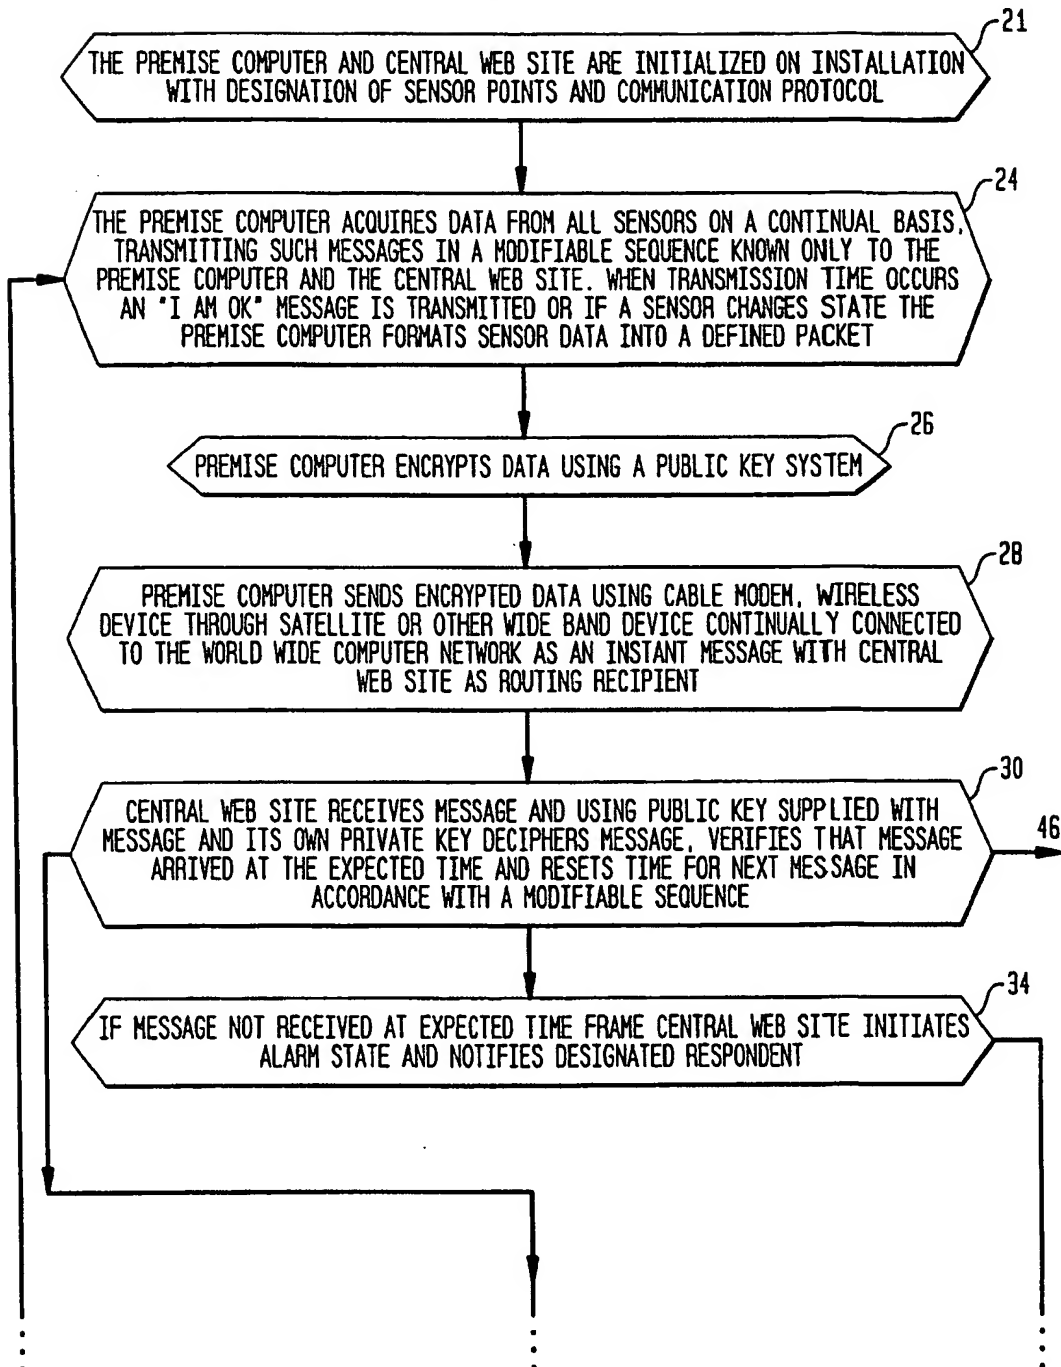 21
THE PREMISE COMPUTER AND CENTRAL WEB SITE ARE INITIALIZED ON INSTALLATION
WITH DESIGNATION OF SENSOR POINTS AND COMMUNICATION PROTOCOL
24
THE PREMISE COMPUTER ACQUIRES DATA FROM ALL SENSORS ON A CONTINUAL BASIS,
TRANSMITTING SUCH MESSAGES IN A MODIFIABLE SEQUENCE KNOWN ONLY TO THE
PREMISE COMPUTER AND THE CENTRAL WEB SITE. WHEN TRANSMISSION TIME OCCURS
AN "I AM OK" MESSAGE IS TRANSMITTED OR IF A SENSOR CHANGES STATE THE
PREMISE COMPUTER FORMATS SENSOR DATA INTO A DEFINED PACKET
26
PREMISE COMPUTER ENCRYPTS DATA USING A PUBLIC KEY SYSTEM
28
PREMISE COMPUTER SENDS ENCRYPTED DATA USING CABLE MODEM, WIRELESS
DEVICE THROUGH SATELLITE OR OTHER WIDE BAND DEVICE CONTINUALLY CONNECTED
TO THE WORLD WIDE COMPUTER NETWORK AS AN INSTANT MESSAGE WITH CENTRAL
WEB SITE AS ROUTING RECIPIENT
30
CENTRAL WEB SITE RECEIVES MESSAGE AND USING PUBLIC KEY SUPPLIED WITH
MESSAGE AND ITS OWN PRIVATE KEY DECIPHERS MESSAGE, VERIFIES THAT MESSAGE
ARRIVED AT THE EXPECTED TIME AND RESETS TIME FOR NEXT MESSAGE IN
ACCORDANCE WITH A MODIFIABLE SEQUENCE
46
34
IF MESSAGE NOT RECEIVED AT EXPECTED TIME FRAME CENTRAL WEB SITE INITIATES
ALARM STATE AND NOTIFIES DESIGNATED RESPONDENT